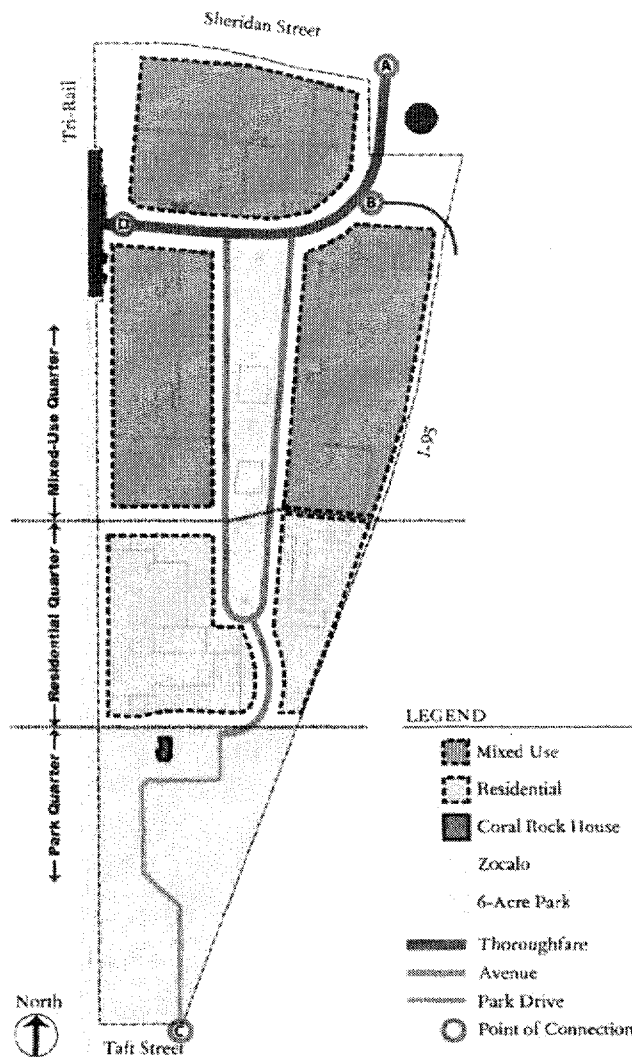 Sheridan Street
A
Tri-Rail
B
D
← Mixed-Use Quarter →
I-95
← Residential Quarter →
← Park Quarter →
LEGEND
Mixed Use
Residential
Coral Rock House
Zocalo
6-Acre Park
Thoroughfare
Avenue
Park Drive
Point of Connection
North
C
Taft Street